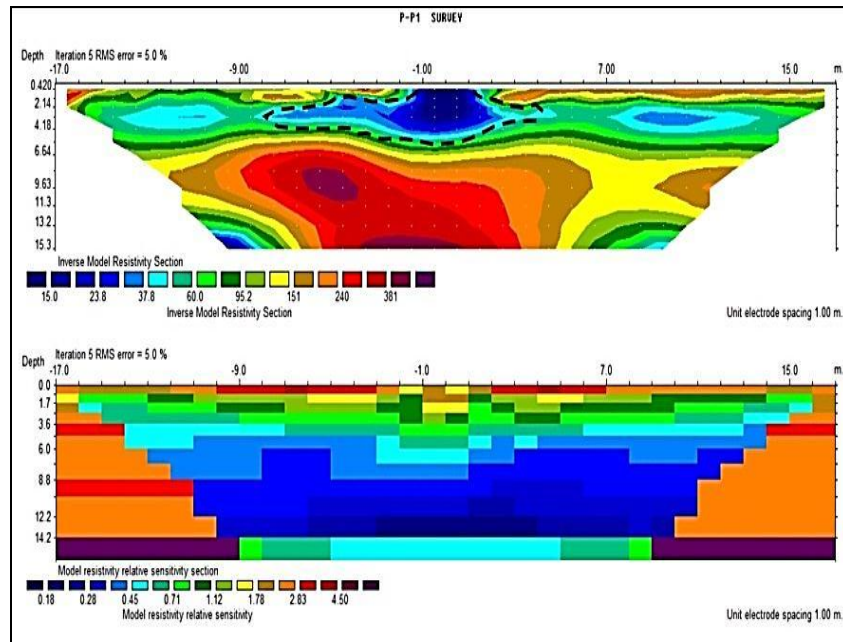 P-P1 SURVEY
Depth Iteration 5 RMS error = 5.0 %
-17.0 -9.00 -1.00 7.00 15.0 m.
0.420
2.14
4.18
6.64
9.53
11.3
13.2
15.3
Inverse Model Resistivity Section
15.0 23.8 37.8 60.0 95.2 151 240 381
Inverse Model Resistivity Section Unit electrode spacing 1.00 m.
Depth Iteration 5 RMS error = 5.0 %
-17.0 -9.0 -1.0 7.0 15.0 m.
0.0
1.7
3.6
6.0
8.8
12.2
14.2
Model resistivity relative sensitivity section
0.18 0.28 0.45 0.71 1.12 1.78 2.83 4.50
Model resistivity relative sensitivity Unit electrode spacing 1.00 m.